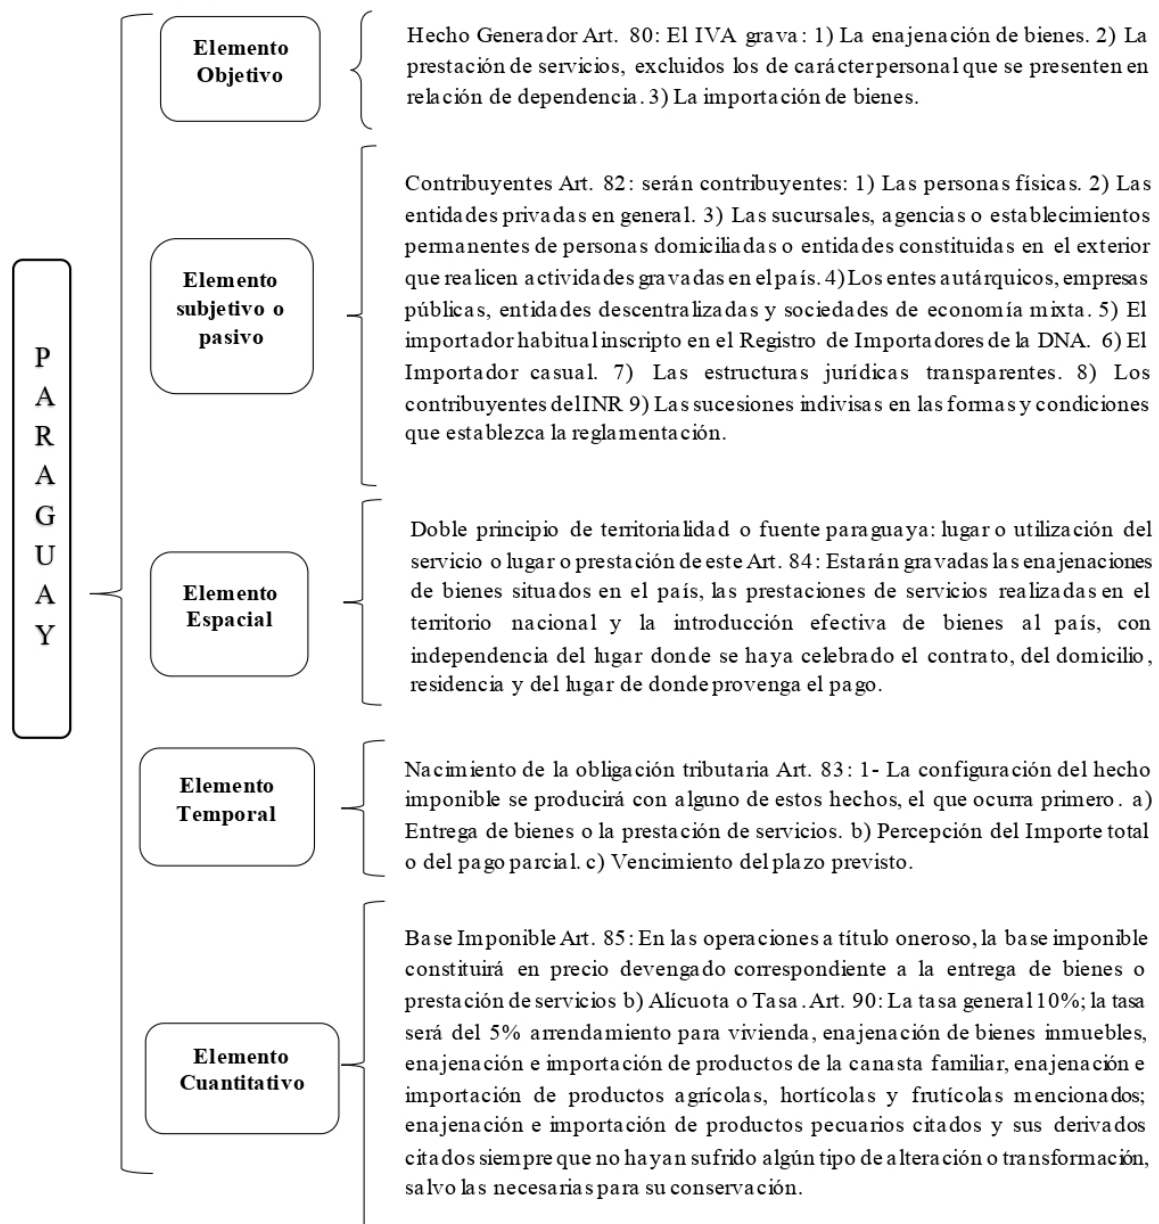 PARAGUAY
Elemento
Objetivo
Hecho Generador Art. 80: El IVA grava: 1) La enajenación de bienes. 2) La
prestación de servicios, excluidos los de carácter personal que se presenten en
relación de dependencia. 3) La importación de bienes.
Elemento
subjetivo o
pasivo
Contribuyentes Art. 82: serán contribuyentes: 1) Las personas físicas. 2) Las
entidades privadas en general. 3) Las sucursales, agencias o establecimientos
permanentes de personas domiciliadas o entidades constituidas en el exterior
que realicen actividades gravadas en el país. 4) Los entes autárquicos, empresas
públicas, entidades descentralizadas y sociedades de economía mixta. 5) El
importador habitual inscripto en el Registro de Importadores de la DNA. 6) El
Importador casual. 7) Las estructuras jurídicas transparentes. 8) Los
contribuyentes del INR 9) Las sucesiones indivisas en las formas y condiciones
que establezca la reglamentación.
Elemento
Espacial
Doble principio de territorialidad o fuente paraguaya: lugar o utilización del
servicio o lugar o prestación de este Art. 84: Estarán gravadas las enajenaciones
de bienes situados en el país, las prestaciones de servicios realizadas en el
territorio nacional y la introducción efectiva de bienes al país, con
independencia del lugar donde se haya celebrado el contrato, del domicilio,
residencia y del lugar de donde provenga el pago.
Elemento
Temporal
Nacimiento de la obligación tributaria Art. 83: 1- La configuración del hecho
imponible se producirá con alguno de estos hechos, el que ocurra primero. a)
Entrega de bienes o la prestación de servicios. b) Percepción del Importe total
o del pago parcial. c) Vencimiento del plazo previsto.
Elemento
Cuantitativo
Base Imponible Art. 85: En las operaciones a título oneroso, la base imponible
constituirá en precio devengado correspondiente a la entrega de bienes o
prestación de servicios b) Alícuota o Tasa. Art. 90: La tasa general 10%; la tasa
será del 5% arrendamiento para vivienda, enajenación de bienes inmuebles,
enajenación e importación de productos de la canasta familiar, enajenación e
importación de productos agrícolas, hortícolas y frutícolas mencionados;
enajenación e importación de productos pecuarios citados y sus derivados
citados siempre que no hayan sufrido algún tipo de alteración o transformación,
salvo las necesarias para su conservación.